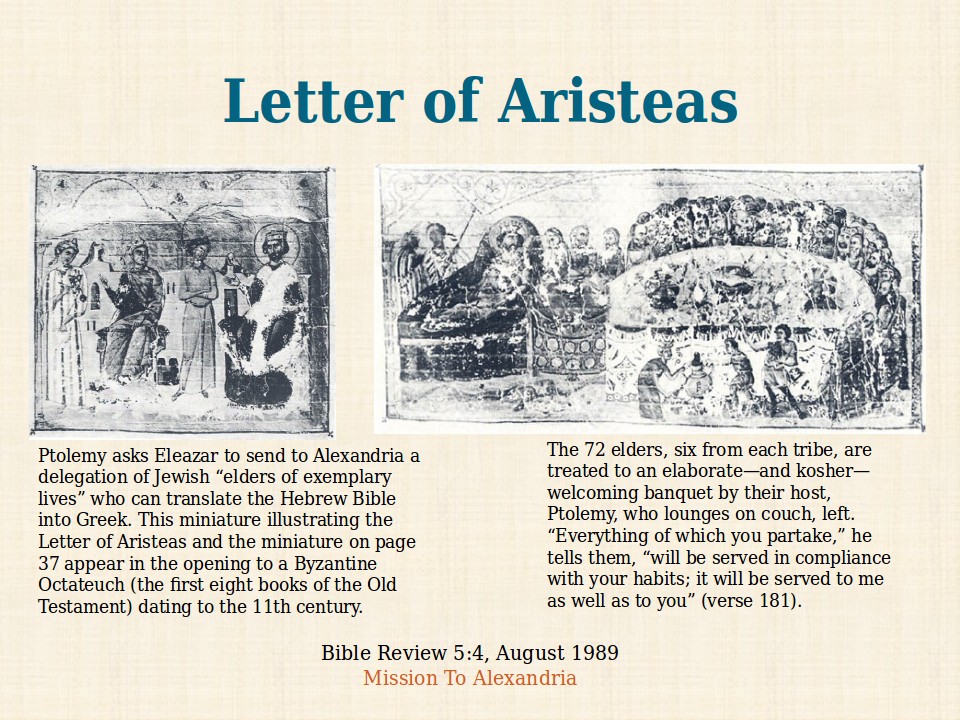 Letter of Aristeas
Ptolemy asks Eleazar to send to Alexandria a
delegation of Jewish “elders of exemplary
lives” who can translate the Hebrew Bible
into Greek. This miniature illustrating the
Letter of Aristeas and the miniature on page
37 appear in the opening to a Byzantine
Octateuch (the first eight books of the Old
Testament) dating to the 11th century.
The 72 elders, six from each tribe, are
treated to an elaborate—and kosher—
welcoming banquet by their host,
Ptolemy, who lounges on couch, left.
“Everything of which you partake,” he
tells them, “will be served in compliance
with your habits; it will be served to me
as well as to you” (verse 181).
Bible Review 5:4, August 1989
Mission To Alexandria